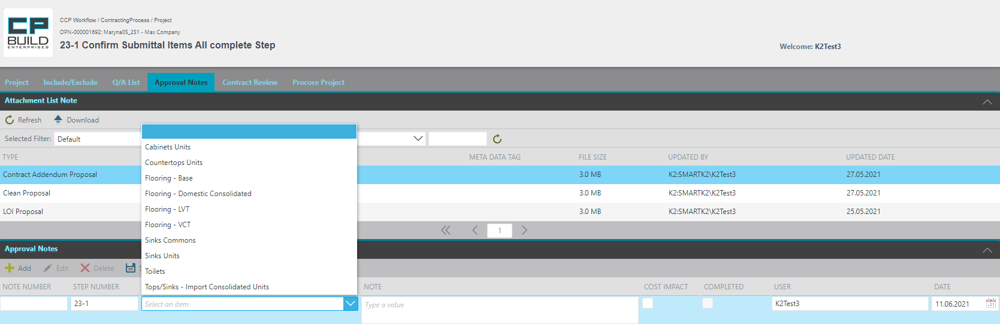 CP
BUILD
ENTERPRISES
CCP Workflow / ContractingProcess / Project
OPN-000001692: Maryna05_251 - Max Company
23-1 Confirm Submittal Items All complete Step
Welcome: K2Test3
Project Include/Exclude Q/A List Approval Notes Contract Review Procore Project
Attachment List Note
Refresh Download
Selected Filter: Default
TYPE META DATA TAG FILE SIZE UPDATED BY UPDATED DATE
Contract Addendum Proposal 3.0 MB K2:SMARTK2\K2Test3 27.05.2021
Clean Proposal 3.0 MB K2:SMARTK2\K2Test3 27.05.2021
LOI Proposal 3.0 MB K2:SMARTK2\K2Test3 25.05.2021
1
Cabinets Units
Countertops Units
Flooring - Base
Flooring - Domestic Consolidated
Flooring - LVT
Flooring - VCT
Sinks Commons
Sinks Units
Toilets
Tops/Sinks - Import Consolidated Units
Approval Notes
Add Edit Delete
NOTE NUMBER STEP NUMBER NOTE COST IMPACT COMPLETED USER DATE
23-1 Select an item Type a value K2Test3 11.06.2021